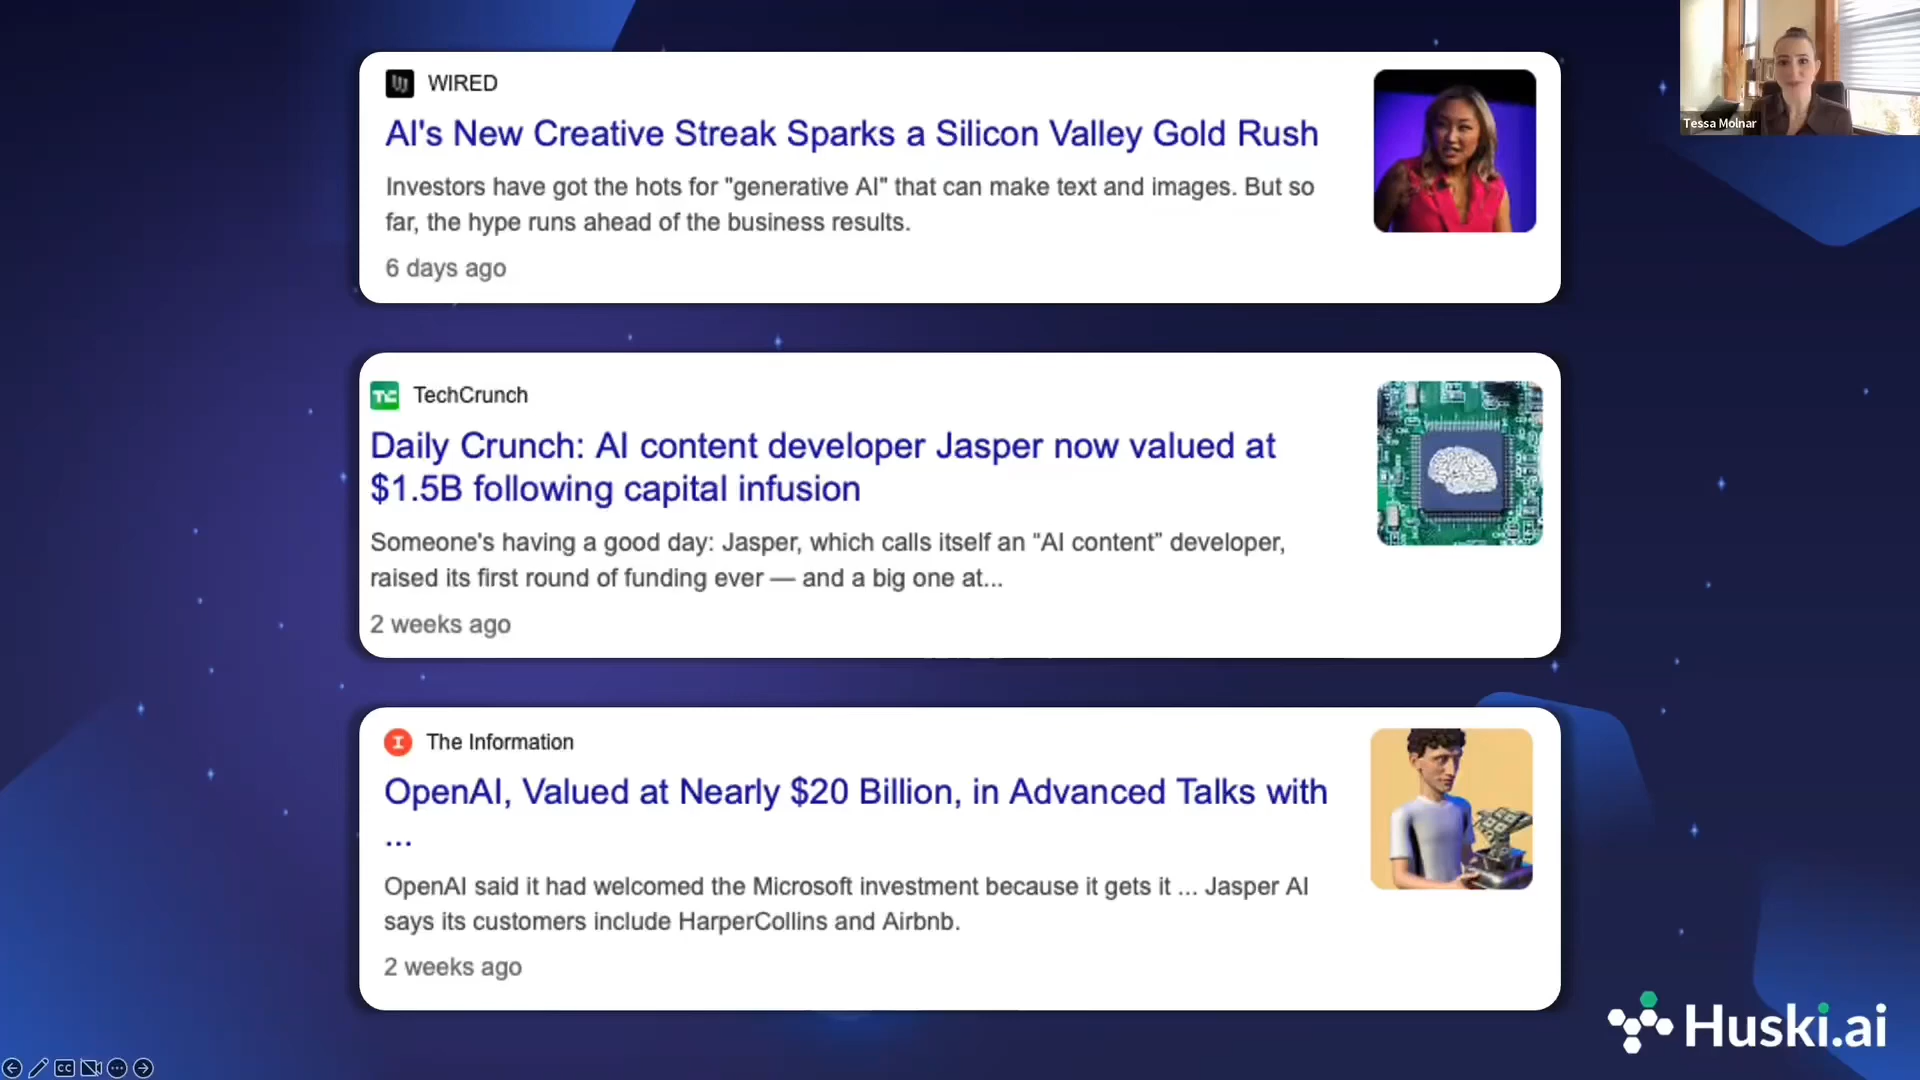 WIRED
AI's New Creative Streak Sparks a Silicon Valley Gold Rush
Investors have got the hots for "generative AI" that can make text and images. But so
far, the hype runs ahead of the business results.
6 days ago
Tessa Molnar
TC TechCrunch
Daily Crunch: AI content developer Jasper now valued at
$1.5B following capital infusion
Someone's having a good day: Jasper, which calls itself an “AI content” developer,
raised its first round of funding ever — and a big one at...
2 weeks ago
I The Information
OpenAI, Valued at Nearly $20 Billion, in Advanced Talks with
...
OpenAI said it had welcomed the Microsoft investment because it gets it ... Jasper AI
says its customers include HarperCollins and Airbnb.
2 weeks ago
Huski.ai
CC